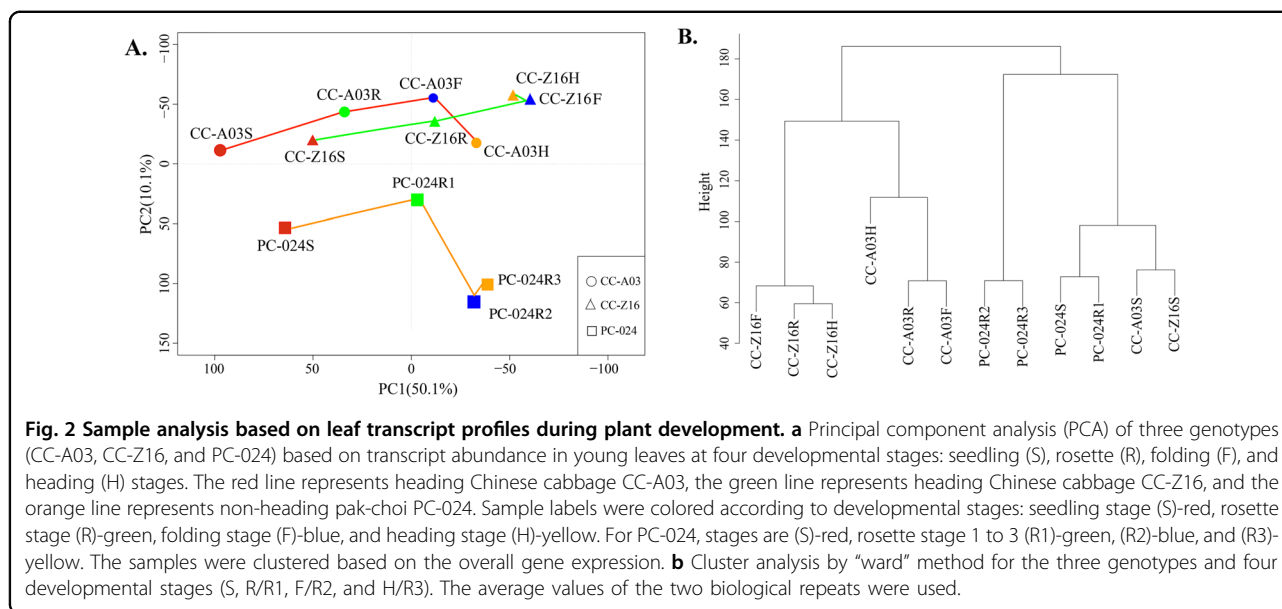 A.
B.
−100
−50
0
50
100
150
PC2(10.1%)
CC-A03S
CC-A03R
CC-A03F
CC-A03H
CC-Z16S
CC-Z16R
CC-Z16H
CC-Z16F
PC-024S
PC-024R1
PC-024R3
PC-024R2
CC-A03
CC-Z16
PC-024
100
50
0
−50
−100
PC1(50.1%)
Height
180
160
140
120
100
80
60
40
CC-Z16F
CC-Z16R
CC-Z16H
CC-A03H
CC-A03R
CC-A03F
PC-024R2
PC-024R3
PC-024S
PC-024R1
CC-A03S
CC-Z16S
Fig. 2 Sample analysis based on leaf transcript profiles during plant development. a Principal component analysis (PCA) of three genotypes
(CC-A03, CC-Z16, and PC-024) based on transcript abundance in young leaves at four developmental stages: seedling (S), rosette (R), folding (F), and
heading (H) stages. The red line represents heading Chinese cabbage CC-A03, the green line represents heading Chinese cabbage CC-Z16, and the
orange line represents non-heading pak-choi PC-024. Sample labels were colored according to developmental stages: seedling stage (S)-red, rosette
stage (R)-green, folding stage (F)-blue, and heading stage (H)-yellow. For PC-024, stages are (S)-red, rosette stage 1 to 3 (R1)-green, (R2)-blue, and (R3)-
yellow. The samples were clustered based on the overall gene expression. b Cluster analysis by “ward” method for the three genotypes and four
developmental stages (S, R/R1, F/R2, and H/R3). The average values of the two biological repeats were used.